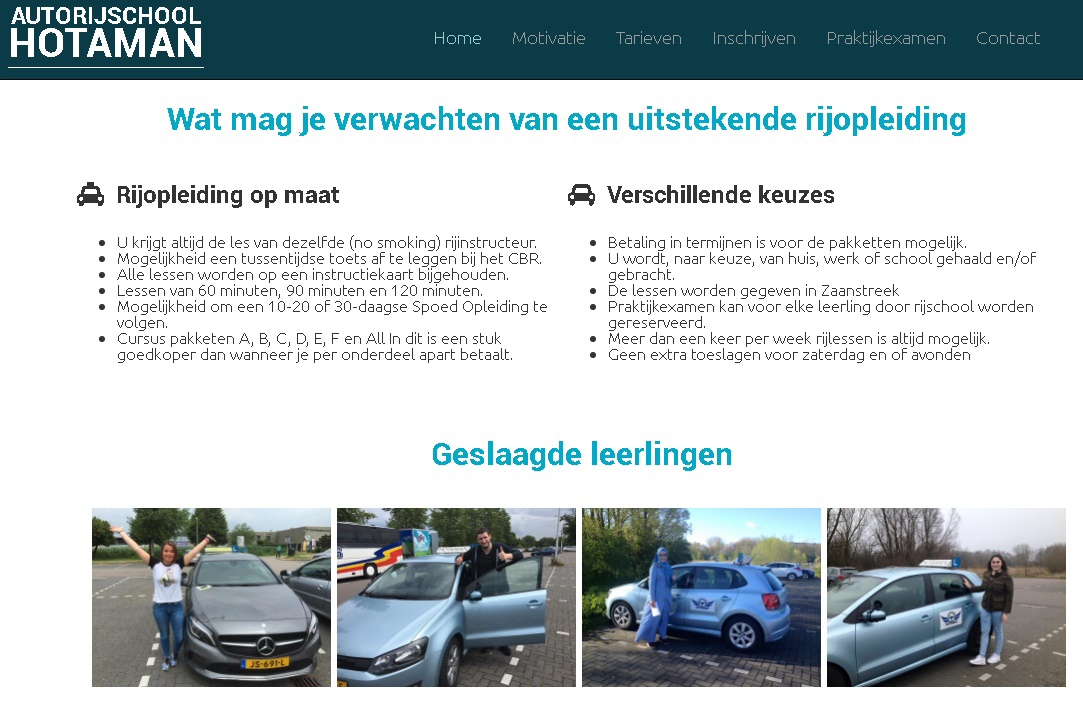 AUTORIJSCHOOL
HOTAMAN
Home Motivatie Tarieven Inschrijven Praktijkexamen Contact
Wat mag je verwachten van een uitstekende rijopleiding
Rijopleiding op maat
U krijgt altijd de les van dezelfde (no smoking) rijinstructeur.
Mogelijkheid een tussentijdse toets af te leggen bij het CBR.
Alle lessen worden op een instructiekaart bijgehouden.
Lessen van 60 minuten, 90 minuten en 120 minuten.
Mogelijkheid om een 10-20 of 30-daagse Spoed Opleiding te
volgen.
Cursus pakketen A, B, C, D, E, F en All In dit is een stuk
goedkoper dan wanneer je per onderdeel apart betaalt.
Verschillende keuzes
Betaling in termijnen is voor de pakketten mogelijk.
U wordt, naar keuze, van huis, werk of school gehaald en/of
gebracht.
De lessen worden gegeven in Zaanstreek
Praktijkexamen kan voor elke leerling door rijschool worden
gereserveerd.
Meer dan een keer per week rijlessen is altijd mogelijk.
Geen extra toeslagen voor zaterdag en of avonden
Geslaagde leerlingen
JS-691-L
L
L